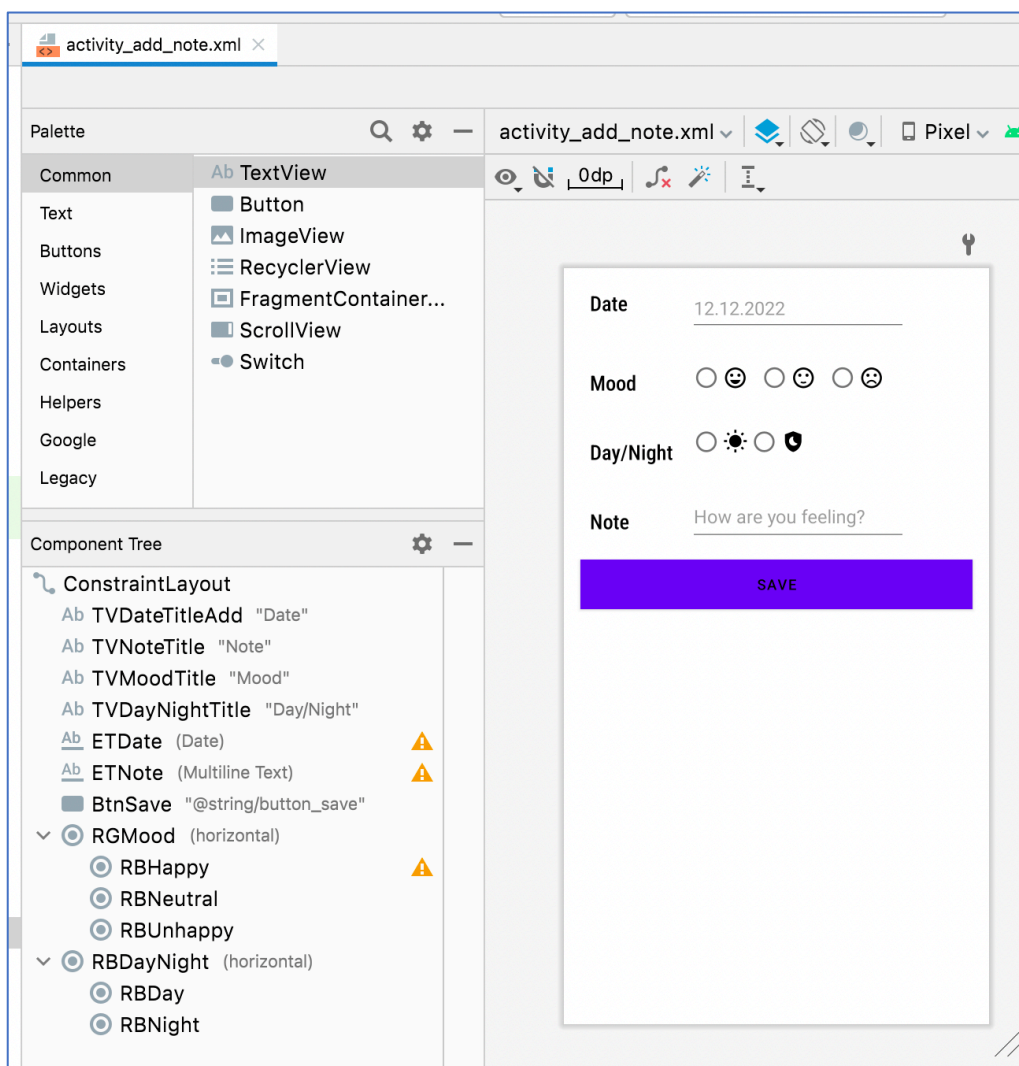 activity_add_note.xml
Palette
activity_add_note.xml
Pixel
Common
Text
Buttons
Widgets
Layouts
Containers
Helpers
Google
Legacy
Ab TextView
Button
ImageView
RecyclerView
FragmentContainer...
ScrollView
Switch
0dp
Date 12.12.2022
Mood
Day/Night
Note How are you feeling?
SAVE
Component Tree
ConstraintLayout
Ab TVDateTitleAdd "Date"
Ab TVNoteTitle "Note"
Ab TVMoodTitle "Mood"
Ab TVDayNightTitle "Day/Night"
Ab ETDate (Date)
Ab ETNote (Multiline Text)
BtnSave "@string/button_save"
RGMood (horizontal)
RBHappy
RBNeutral
RBUnhappy
RBDayNight (horizontal)
RBDay
RBNight